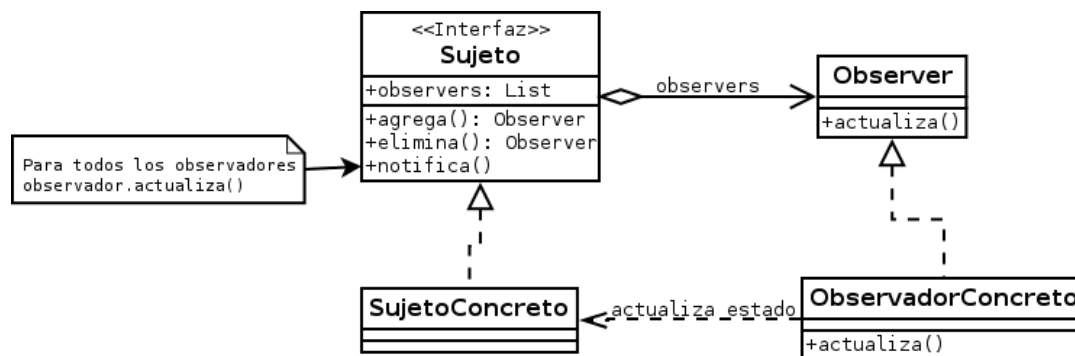 <<Interfaz>>
Sujeto
+observers: List
+agrega(): Observer
+elimina(): Observer
+notifica()
observers
Observer
+actualiza()
Para todos los observadores
observador.actualiza()
SujetoConcreto
actualiza estado
ObservadorConcreto
+actualiza()